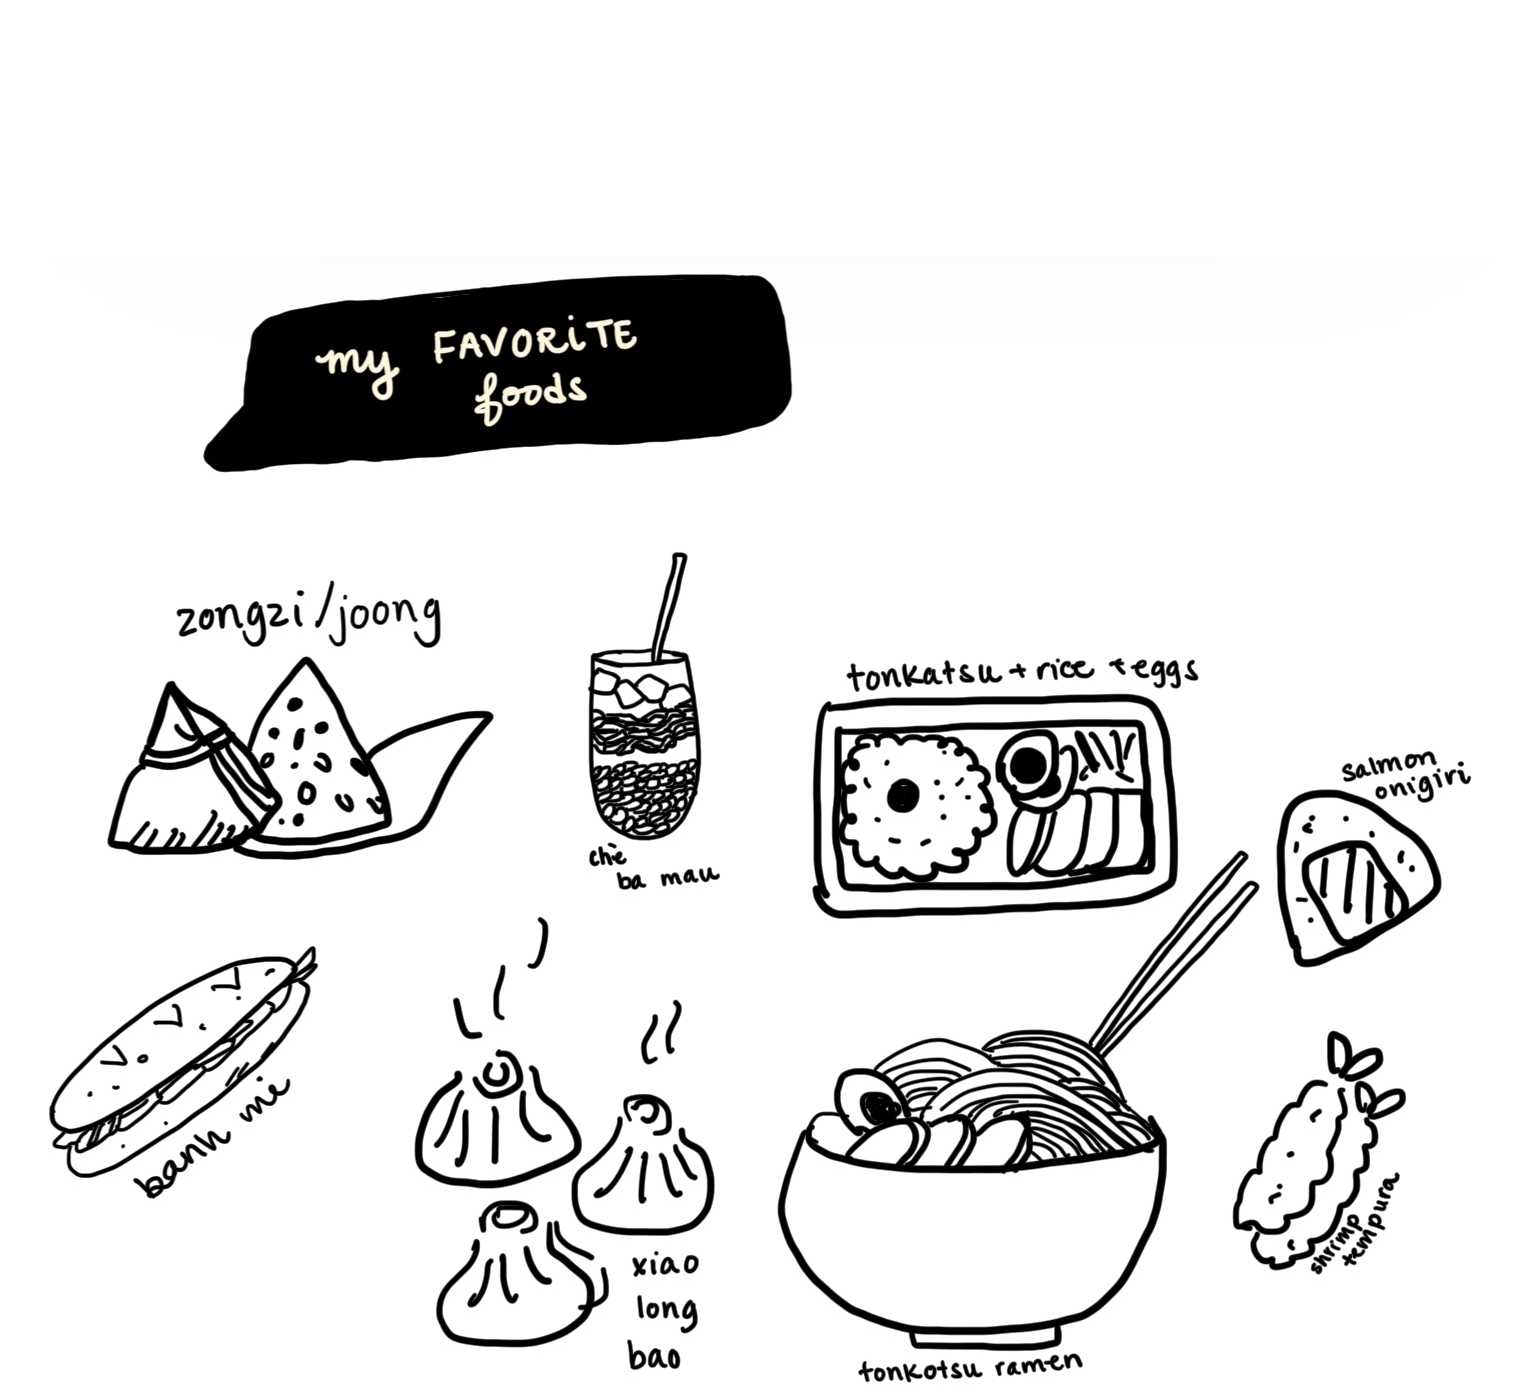 my FAVORiTE
foods
zongzi/joong
tonkatsu + rice + eggs
salmon
onigiri
chè
ba mau
banh mi
xiao
long
bao
shrimp
tempura
tonkotsu ramen